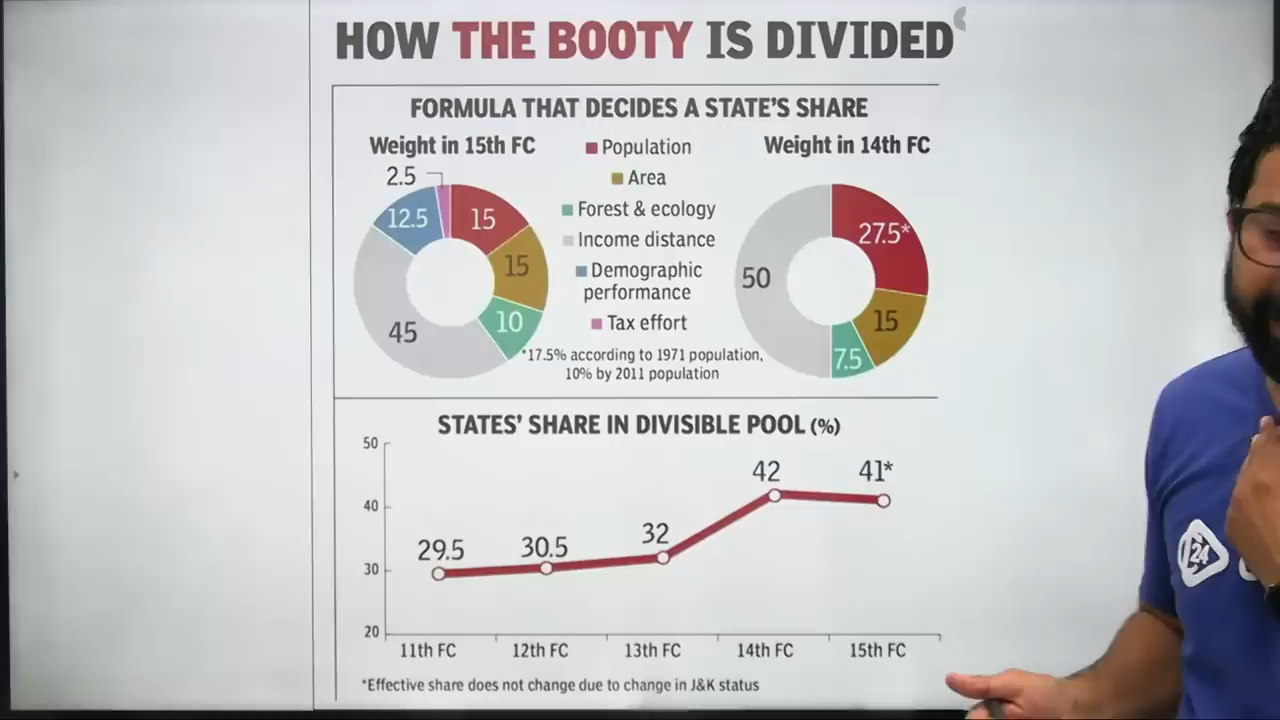 HOW THE BOOTY IS DIVIDED
FORMULA THAT DECIDES A STATE'S SHARE
Weight in 15th FC
2.5
12.5
15
15
10
45
Population
Area
Forest & ecology
Income distance
Demographic
performance
Tax effort
*17.5% according to 1971 population,
10% by 2011 population
Weight in 14th FC
27.5*
50
15
7.5
STATES' SHARE IN DIVISIBLE POOL (%)
50
40
30
20
29.5
30.5
32
42
41*
11th FC
12th FC
13th FC
14th FC
15th FC
*Effective share does not change due to change in J&K status
24